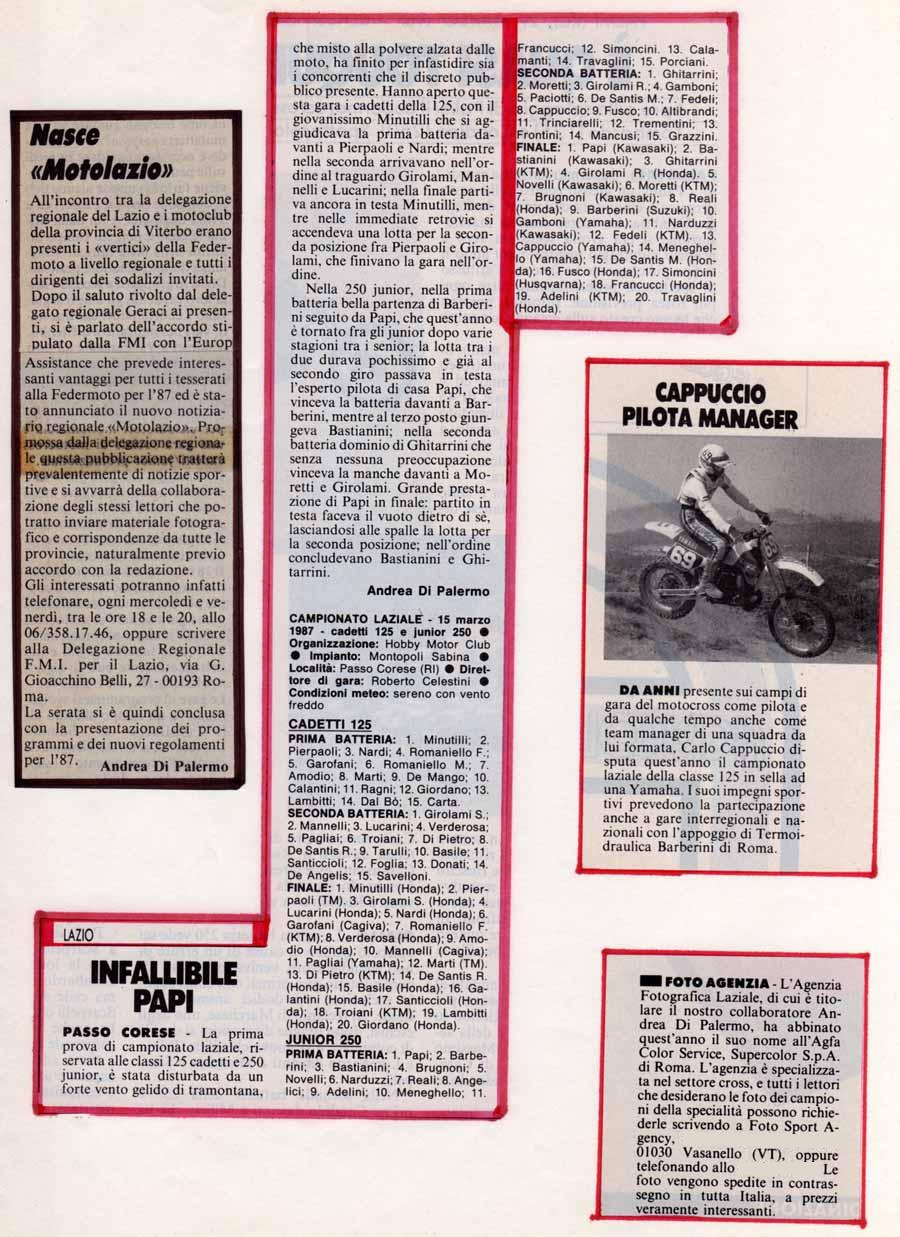 Nasce
«Motolazio»
All'incontro tra la delegazione
regionale del Lazio e i motoclub
della provincia di Viterbo erano
presenti i «vertici» della Feder-
moto a livello regionale e tutti i
dirigenti dei sodalizi invitati.
Dopo il saluto rivolto dal dele-
gato regionale Geraci ai presen-
ti, si è parlato dell'accordo sti-
pulato dalla FMI con l'Europ
Assistance che prevede interes-
santi vantaggi per tutti i tesserati
alla Federmoto per l'87 ed è sta-
to annunciato il nuovo notizia-
rio regionale «Motolazio». Pro-
mossa dalla delegazione regiona-
le questa pubblicazione tratterà
prevalentemente di notizie spor-
tive e si avvarrà della collabora-
zione degli stessi lettori che po-
tratto inviare materiale fotogra-
fico e corrispondenze da tutte le
provincie, naturalmente previo
accordo con la redazione.
Gli interessati potranno infatti
telefonare, ogni mercoledì e ve-
nerdì, tra le ore 18 e le 20, allo
06/358.17.46, oppure scrivere
alla Delegazione Regionale
F.M.I. per il Lazio, via G.
Gioacchino Belli, 27 - 00193 Ro-
ma.
La serata si è quindi conclusa
con la presentazione dei pro-
grammi e dei nuovi regolamenti
per l'87.
Andrea Di Palermo
LAZIO
INFALLIBILE
PAPI
PASSO CORESE - La prima
prova di campionato laziale, ri-
servata alle classi 125 cadetti e 250
junior, è stata disturbata da un
forte vento gelido di tramontana,
che misto alla polvere alzata dalle
moto, ha finito per infastidire sia
i concorrenti che il discreto pub-
blico presente. Hanno aperto que-
sta gara i cadetti della 125, con il
giovanissimo Minutilli che si ag-
giudicava la prima batteria da-
vanti a Pierpaoli e Nardi; mentre
nella seconda arrivavano nell'or-
dine al traguardo Girolami, Man-
nelli e Lucarini; nella finale parti-
va ancora in testa Minutilli, men-
tre nelle immediate retrovie si
accendeva una lotta per la secon-
da posizione fra Pierpaoli e Giro-
lami, che finivano la gara nell'or-
dine.
Nella 250 junior, nella prima
batteria bella partenza di Barberi-
ni seguito da Papi, che quest'anno
è tornato fra gli junior dopo varie
stagioni tra i senior; la lotta tra i
due durava pochissimo e già al
secondo giro passava in testa
l'esperto pilota di casa Papi, che
vinceva la batteria davanti a Bar-
berini, mentre al terzo posto giun-
geva Bastianini; nella seconda
batteria dominio di Ghitarrini che
senza nessuna preoccupazione
vinceva la manche davanti a Mo-
retti e Girolami. Grande presta-
zione di Papi in finale: partito in
testa faceva il vuoto dietro di sè,
lasciandosi alle spalle la lotta per
la seconda posizione; nell'ordine
concludevano Bastianini e Ghi-
tarrini.
Andrea Di Palermo
CAMPIONATO LAZIALE - 15 marzo
1987 - cadetti 125 e junior 250 ●
Organizzazione: Hobby Motor Club
● Impianto: Montopoli Sabina ●
Località: Passo Corese (RI) ● Diret-
tore di gara: Roberto Celestini ●
Condizioni meteo: sereno con vento
freddo
CADETTI 125
PRIMA BATTERIA: 1. Minutilli; 2.
Pierpaoli; 3. Nardi; 4. Romaniello F.;
5. Garofani; 6. Romaniello M.; 7.
Amodio; 8. Marti; 9. De Mango; 10.
Calantini; 11. Ragni; 12. Giordano; 13.
Lambitti; 14. Dal Bò; 15. Carta.
SECONDA BATTERIA: 1. Girolami S.;
2. Mannelli; 3. Lucarini; 4. Verderosa;
5. Pagliai; 6. Troiani; 7. Di Pietro; 8.
De Santis R.; 9. Tarulli; 10. Basile; 11.
Santiccioli; 12. Foglia; 13. Donati; 14.
De Angelis; 15. Savelloni.
FINALE: 1. Minutilli (Honda); 2. Pier-
paoli (TM). 3. Girolami S. (Honda); 4.
Lucarini (Honda); 5. Nardi (Honda); 6.
Garofani (Cagiva); 7. Romaniello F.
(KTM); 8. Verderosa (Honda); 9. Amo-
dio (Honda); 10. Mannelli (Cagiva);
11. Pagliai (Yamaha); 12. Marti (TM).
13. Di Pietro (KTM); 14. De Santis R.
(Honda); 15. Basile (Honda); 16. Ga-
lantini (Honda); 17. Santiccioli (Hon-
da); 18. Troiani (KTM); 19. Lambitti
(Honda); 20. Giordano (Honda).
JUNIOR 250
PRIMA BATTERIA: 1. Papi; 2. Barbe-
rini; 3. Bastianini; 4. Brugnoni; 5.
Novelli; 6. Narduzzi; 7. Reali; 8. Ange-
lici; 9. Adelini; 10. Meneghello; 11.
Francucci; 12. Simoncini. 13. Cala-
manti; 14. Travaglini; 15. Porciani.
SECONDA BATTERIA: 1. Ghitarrini;
2. Moretti; 3. Girolami R.; 4. Gamboni;
5. Paciotti; 6. De Santis M.; 7. Fedeli;
8. Cappuccio; 9. Fusco; 10. Altibrandi;
11. Trinciarelli; 12. Trementini; 13.
Frontini; 14. Mancusi; 15. Grazzini.
FINALE: 1. Papi (Kawasaki); 2. Ba-
stianini (Kawasaki); 3. Ghitarrini
(KTM); 4. Girolami R. (Honda). 5.
Novelli (Kawasaki); 6. Moretti (KTM);
7. Brugnoni (Kawasaki); 8. Reali
(Honda); 9. Barberini (Suzuki); 10.
Gamboni (Yamaha); 11. Narduzzi
(Kawasaki); 12. Fedeli (KTM). 13.
Cappuccio (Yamaha); 14. Meneghel-
lo (Yamaha); 15. De Santis M. (Hon-
da); 16. Fusco (Honda); 17. Simoncini
(Husqvarna); 18. Francucci (Honda);
19. Adelini (KTM); 20. Travaglini
(Honda).
CAPPUCCIO
PILOTA MANAGER
69
DA ANNI presente sui campi di
gara del motocross come pilota e
da qualche tempo anche come
team manager di una squadra da
lui formata, Carlo Cappuccio di-
sputa quest'anno il campionato
laziale della classe 125 in sella ad
una Yamaha. I suoi impegni spor-
tivi prevedono la partecipazione
anche a gare interregionali e na-
zionali con l'appoggio di Termoi-
draulica Barberini di Roma.
FOTO AGENZIA - L'Agenzia
Fotografica Laziale, di cui è tito-
lare il nostro collaboratore An-
drea Di Palermo, ha abbinato
quest'anno il suo nome all'Agfa
Color Service, Supercolor S.p.A.
di Roma. L'agenzia è specializza-
ta nel settore cross, e tutti i lettori
che desiderano le foto dei campio-
ni della specialità possono richie-
derle scrivendo a Foto Sport A-
gency,
01030 Vasanello (VT), oppure
telefonando allo Le
foto vengono spedite in contras-
segno in tutta Italia, a prezzi
veramente interessanti.